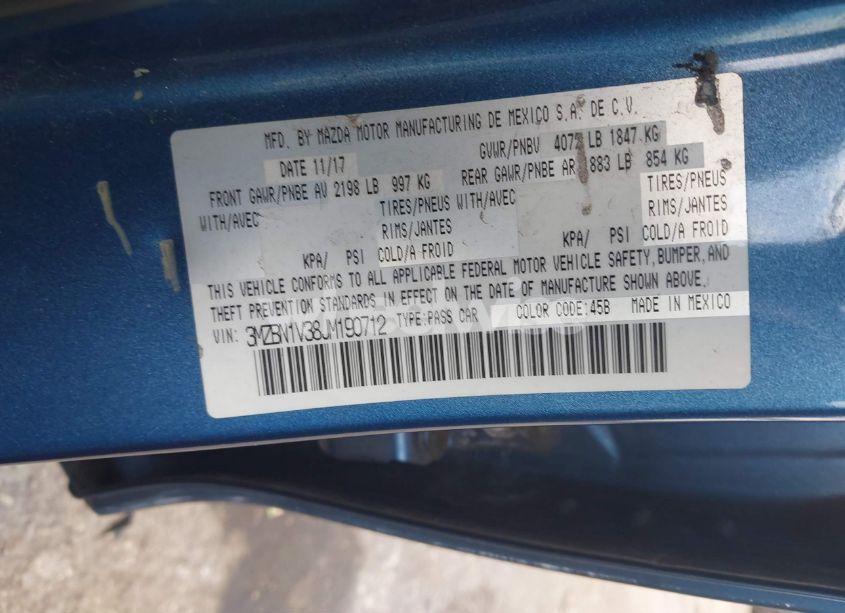 MFD. BY MAZDA MOTOR MANUFACTURING DE MEXICO S.A. DE C.V.
DATE 11/17 GVWR/PNBV LB 1847 KG
FRONT GAWR/PNBE AV 2198 LB 997 KG REAR GAWR/PNBE AR 883 LB 854 KG
WITH/AVEC TIRES/PNEUS WITH/AVEC TIRES/PNEUS
RIMS/JANTES RIMS/JANTES
KPA/ PSI COLD/A FROID KPA/ PSI COLD/A FROID
THIS VEHICLE CONFORMS TO ALL APPLICABLE FEDERAL MOTOR VEHICLE SAFETY, BUMPER, AND
THEFT PREVENTION STANDARDS IN EFFECT ON THE DATE OF MANUFACTURE SHOWN ABOVE.
VIN: 3MZBN1V38JM190712 TYPE:PASS CAR COLOR CODE:45B MADE IN MEXICO